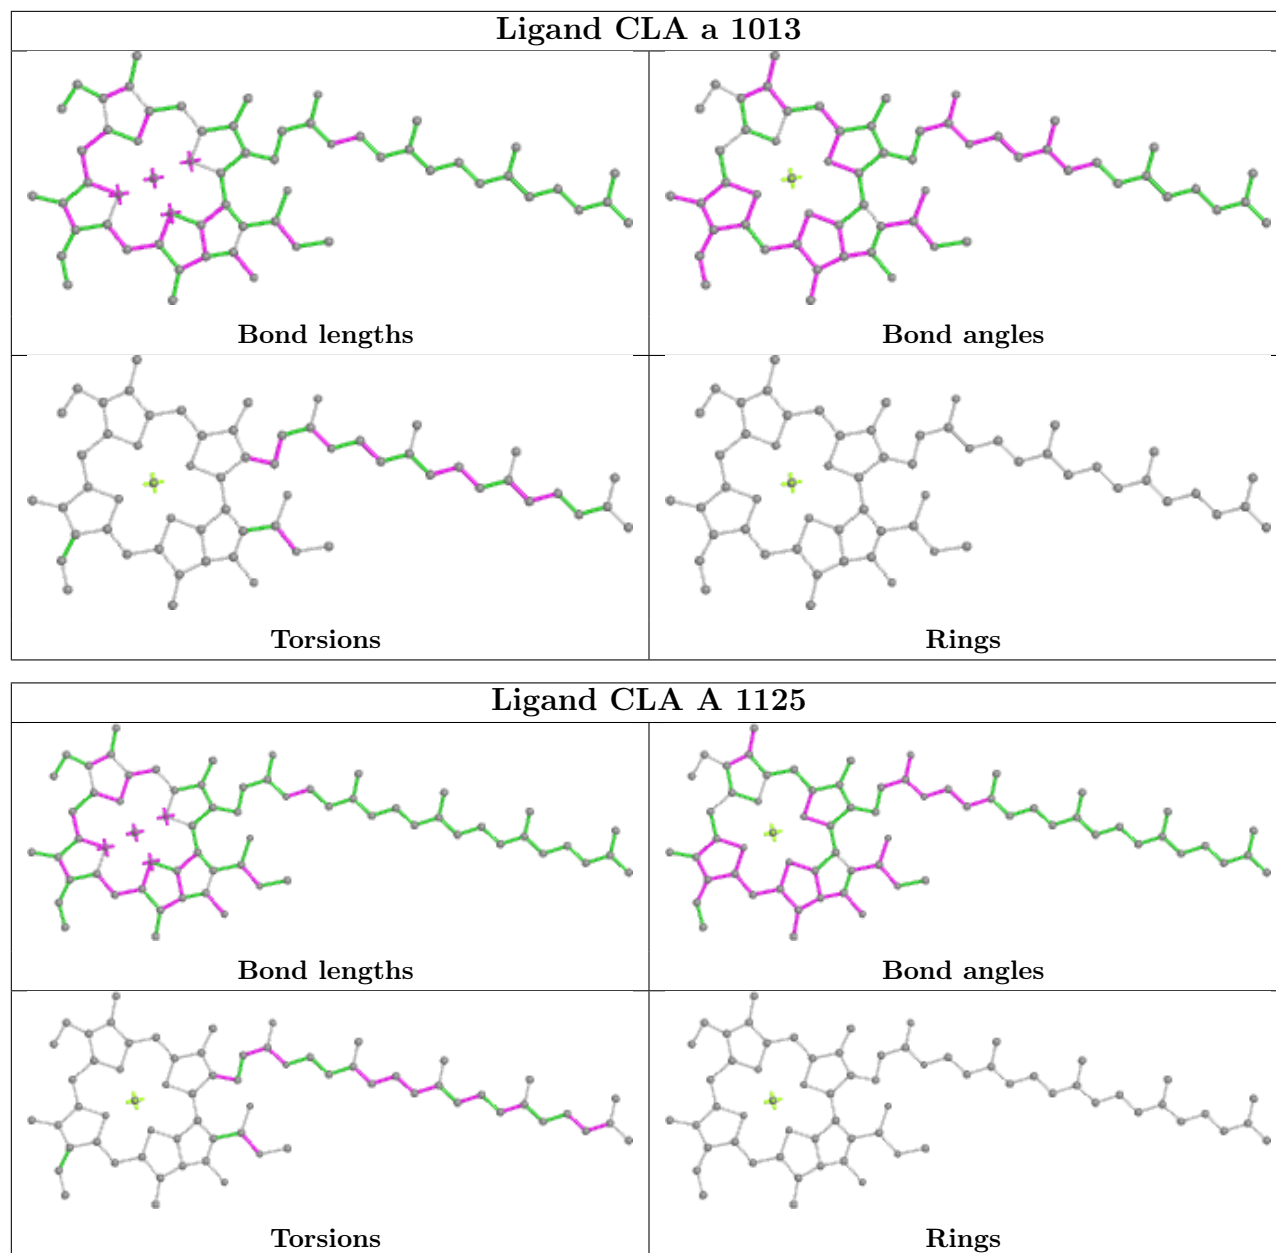 Ligand CLA a 1013
Bond lengths
Bond angles
Torsions
Rings
Ligand CLA A 1125
Bond lengths
Bond angles
Torsions
Rings